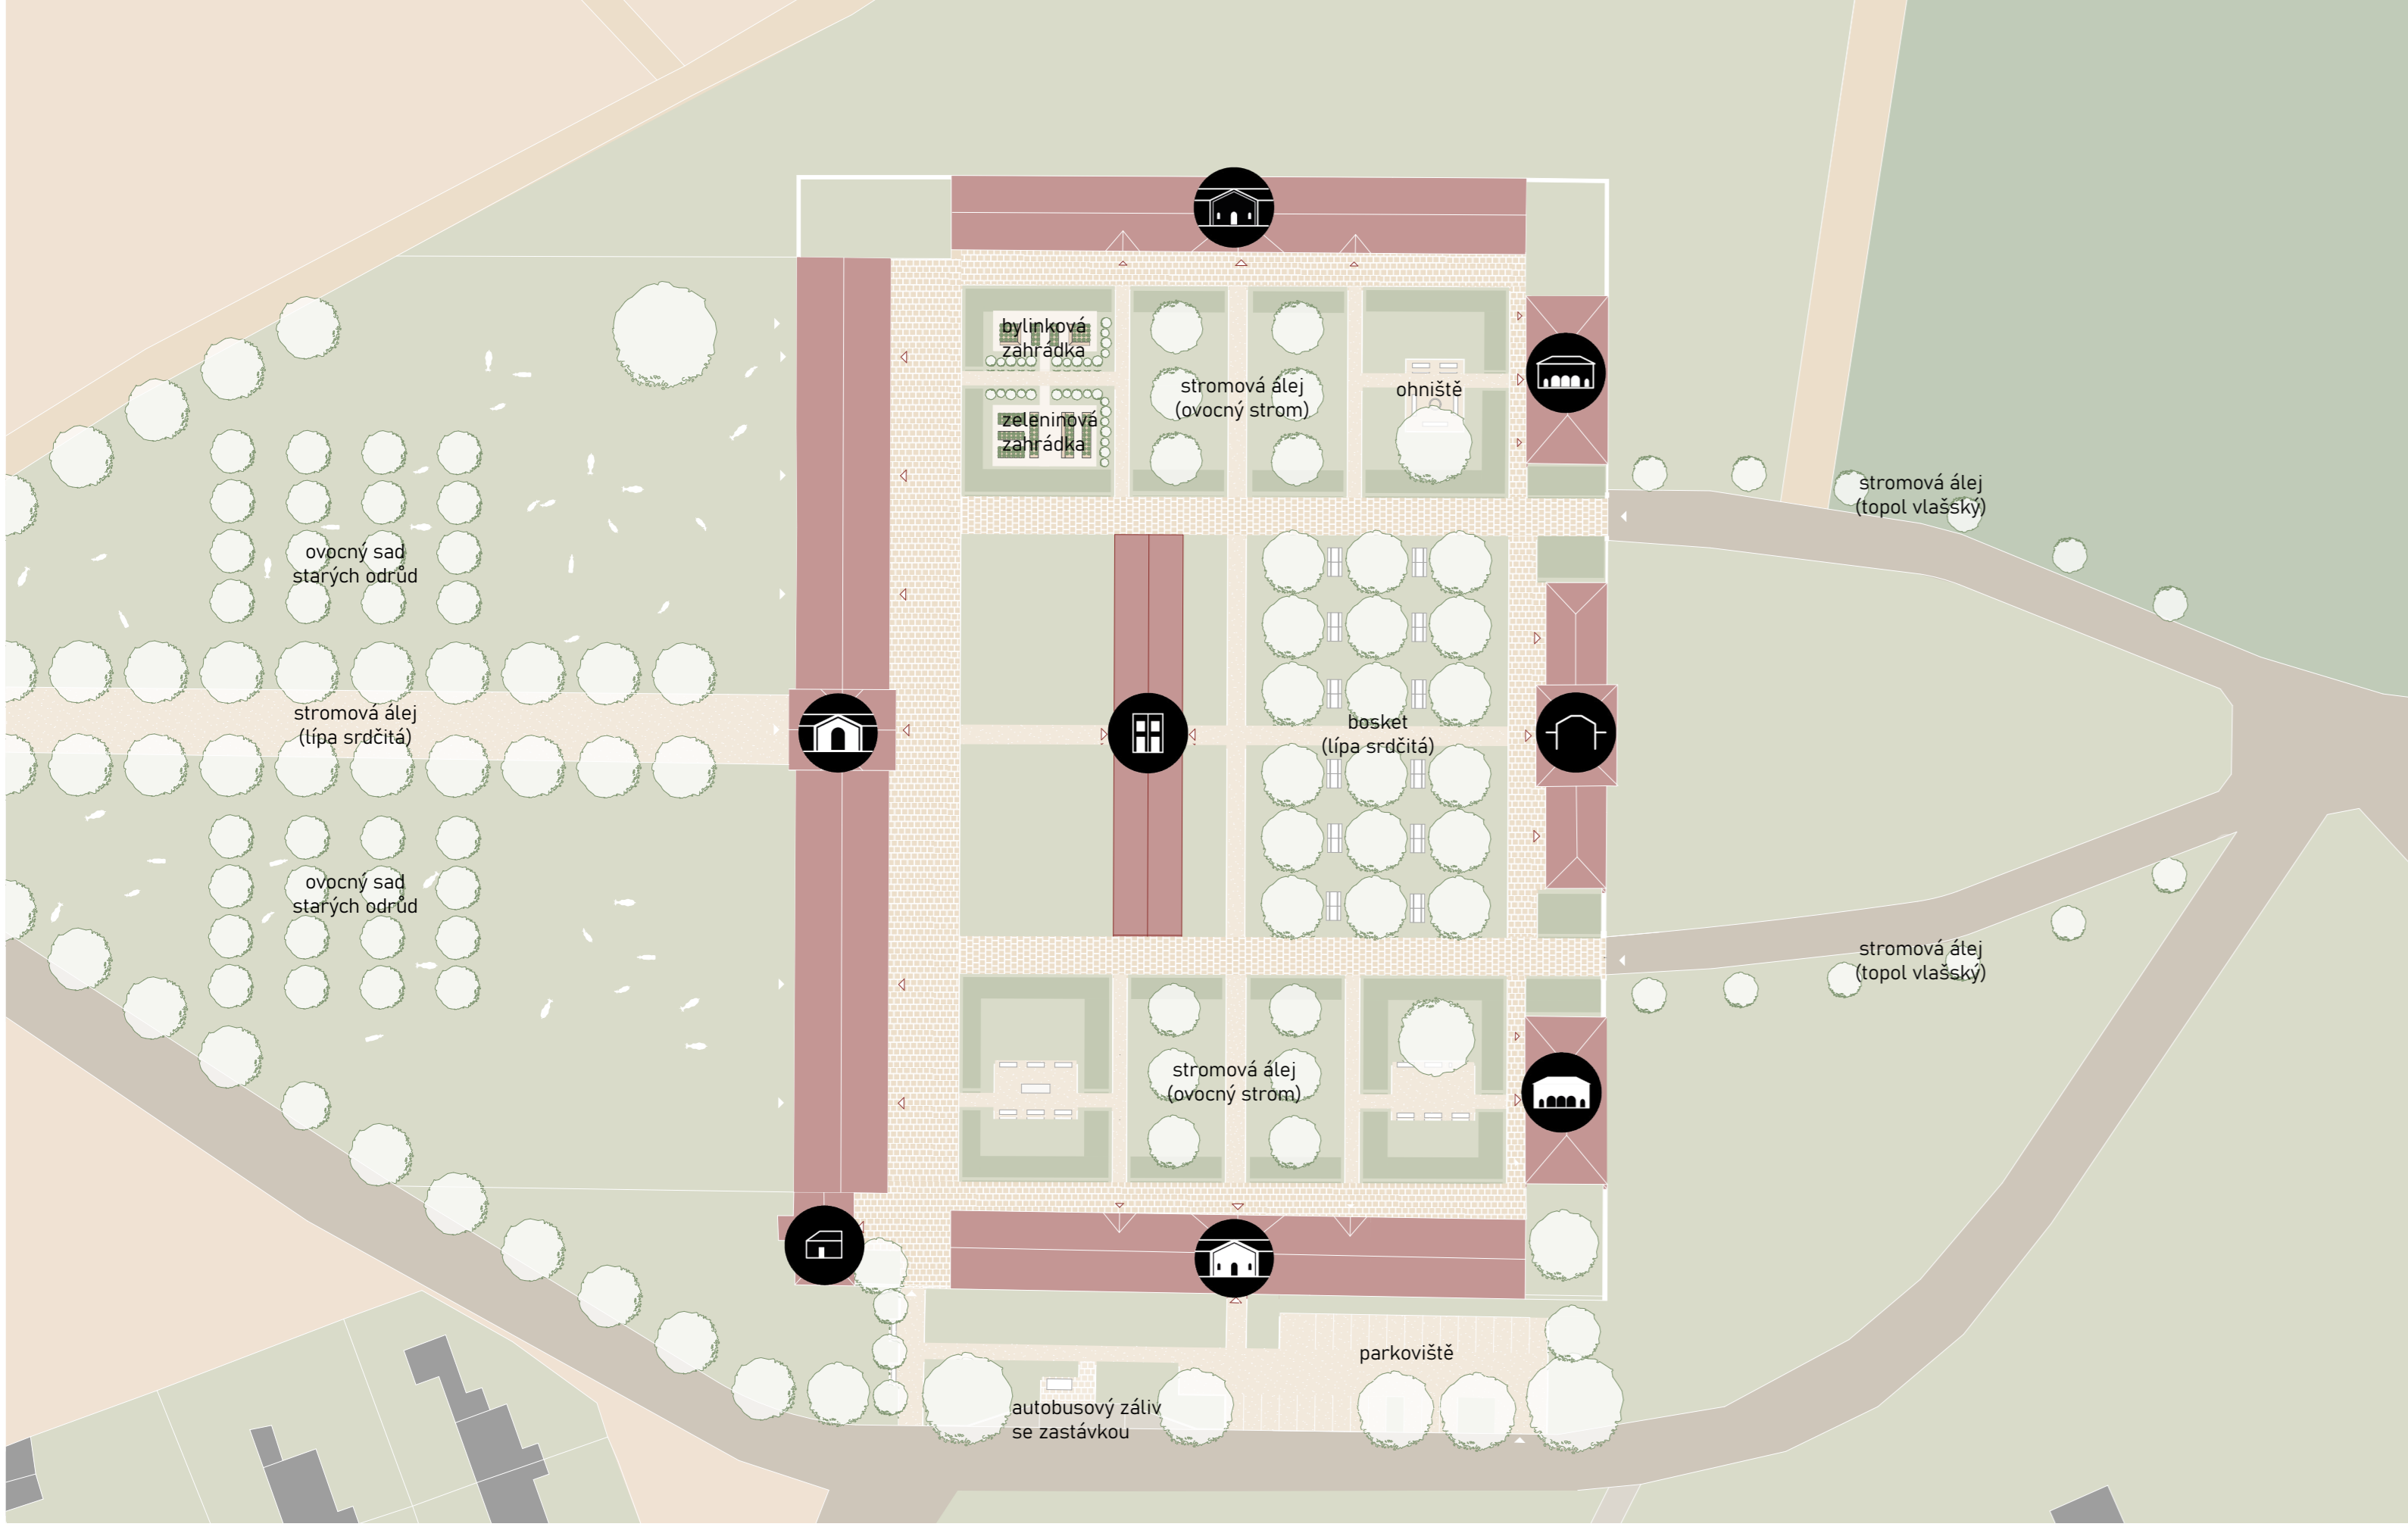 bylinková
zahrádka
stromová álej
(ovocný strom)
ohniště
zeleninová
zahrádka
stromová álej
(topol vlašský)
ovocný sad
starých odrůd
stromová álej
(lípa srdčitá)
bosket
(lípa srdčitá)
ovocný sad
starých odrůd
stromová álej
(topol vlašský)
stromová álej
(ovocný strom)
parkoviště
autobusový záliv
se zastávkou